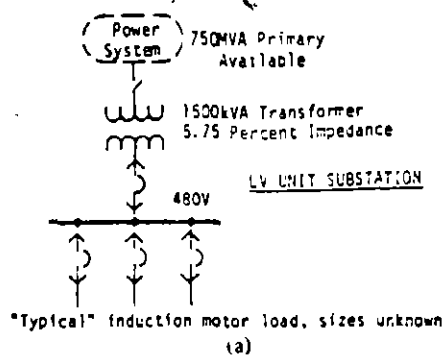 Power
System
750MVA Primary
Available
1500kVA Transformer
5.75 Percent Impedance
LV UNIT SUBSTATION
480V
"Typical" induction motor load, sizes unknown
(a)